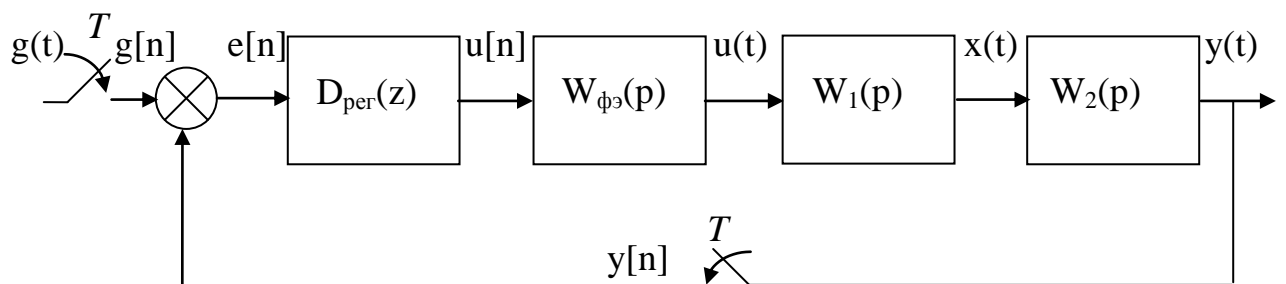 T
g(t) g[n] e[n] u[n] u(t) x(t) y(t)
Dрег(z) Wфэ(p) W1(p) W2(p)
T
y[n]